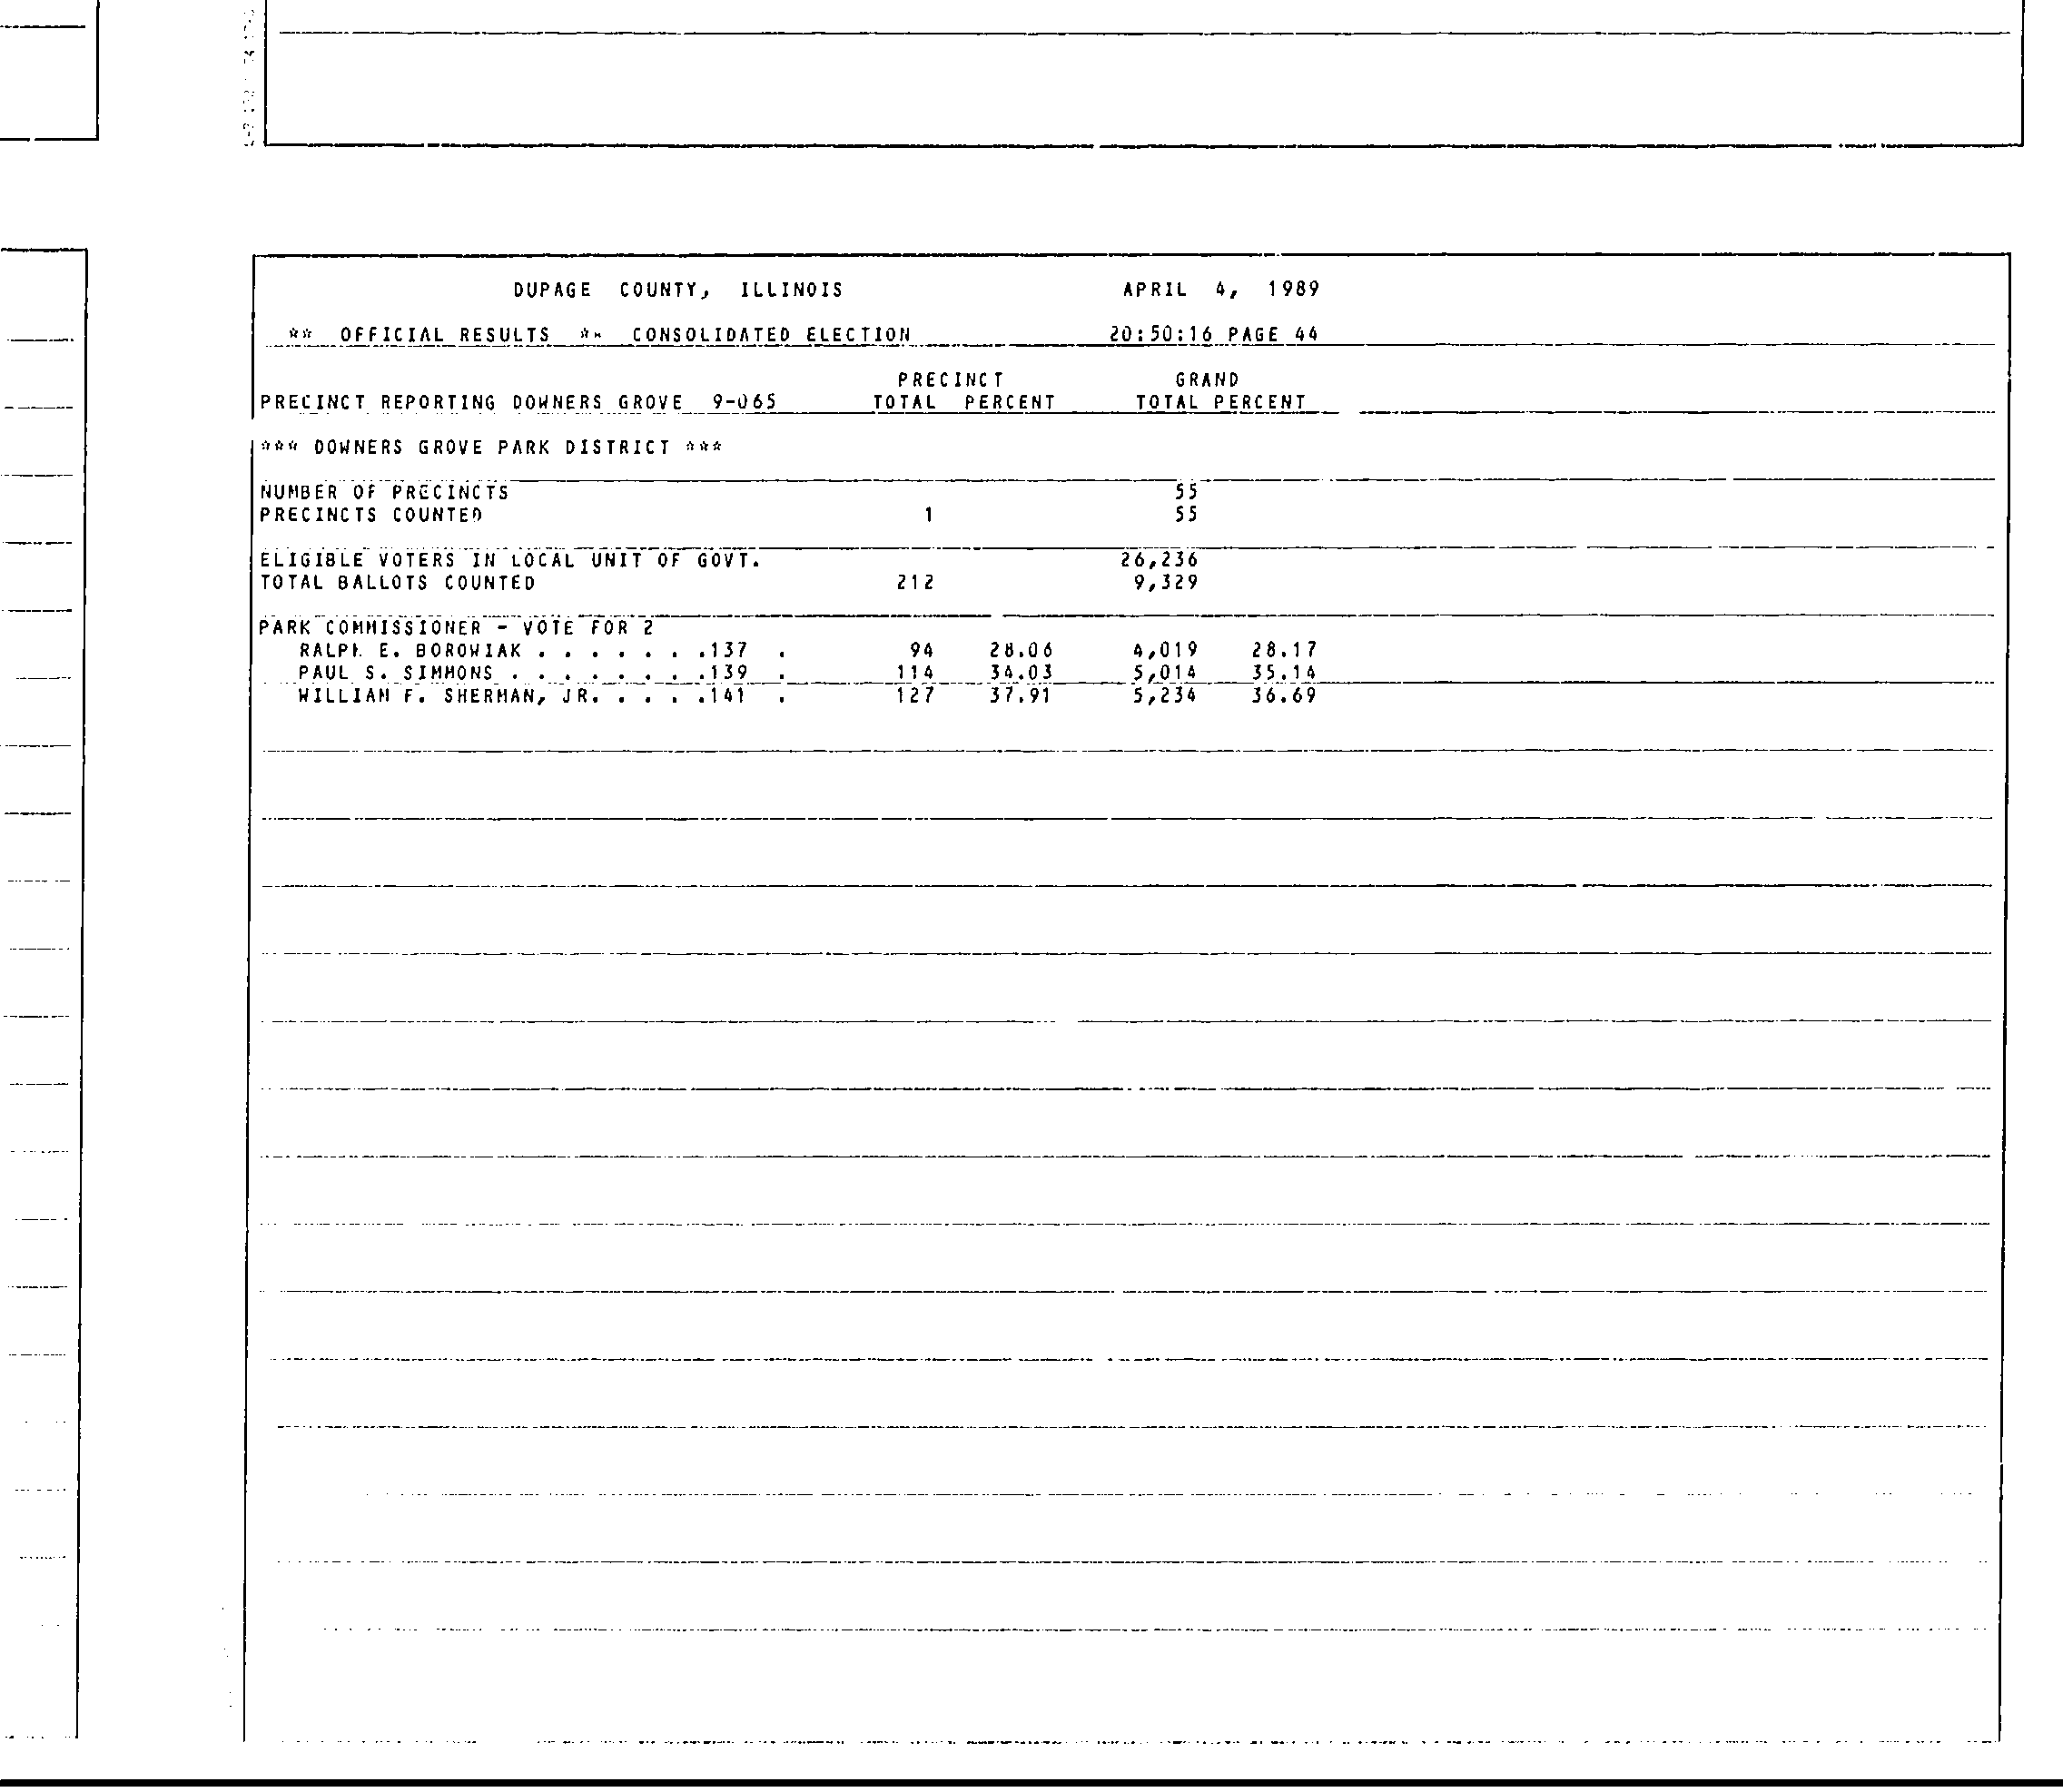 DUPAGE COUNTY, ILLINOIS APRIL 4, 1989
** OFFICIAL RESULTS ** CONSOLIDATED ELECTION 20:50:16 PAGE 44
PRECINCT GRAND
PRECINCT REPORTING DOWNERS GROVE 9-065 TOTAL PERCENT TOTAL PERCENT
*** DOWNERS GROVE PARK DISTRICT ***
NUMBER OF PRECINCTS 55
PRECINCTS COUNTED 1 55
ELIGIBLE VOTERS IN LOCAL UNIT OF GOVT. 26,236
TOTAL BALLOTS COUNTED 212 9,329
PARK COMMISSIONER - VOTE FOR 2
RALPH E. BOROWIAK . . . . . . .137 . 94 28.06 4,019 28.17
PAUL S. SIMMONS . . . . . . . .139 . 114 34.03 5,014 35.14
WILLIAM F. SHERMAN, JR. . . . .141 . 127 37.91 5,234 36.69